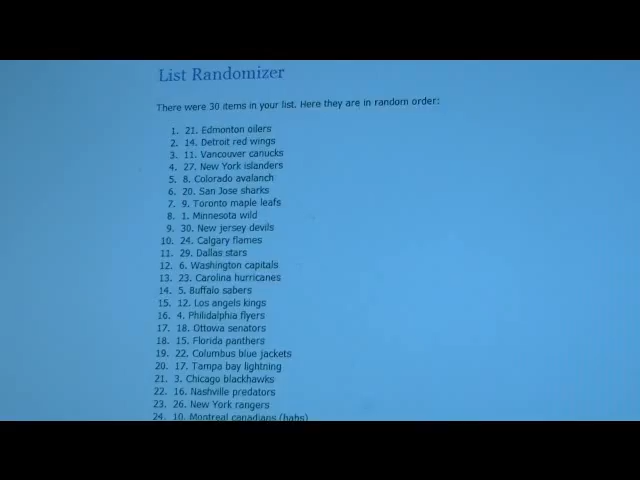 List Randomizer
There were 30 items in your list. Here they are in random order:
1. 21. Edmonton oilers
2. 14. Detroit red wings
3. 11. Vancouver canucks
4. 27. New York islanders
5. 8. Colorado avalanch
6. 20. San Jose sharks
7. 9. Toronto maple leafs
8. 1. Minnesota wild
9. 30. New jersey devils
10. 24. Calgary flames
11. 29. Dallas stars
12. 6. Washington capitals
13. 23. Carolina hurricanes
14. 5. Buffalo sabers
15. 12. Los angels kings
16. 4. Philidalphia flyers
17. 18. Ottowa senators
18. 15. Florida panthers
19. 22. Columbus blue jackets
20. 17. Tampa bay lightning
21. 3. Chicago blackhawks
22. 16. Nashville predators
23. 26. New York rangers
24. 10. Montreal canadians (habs)